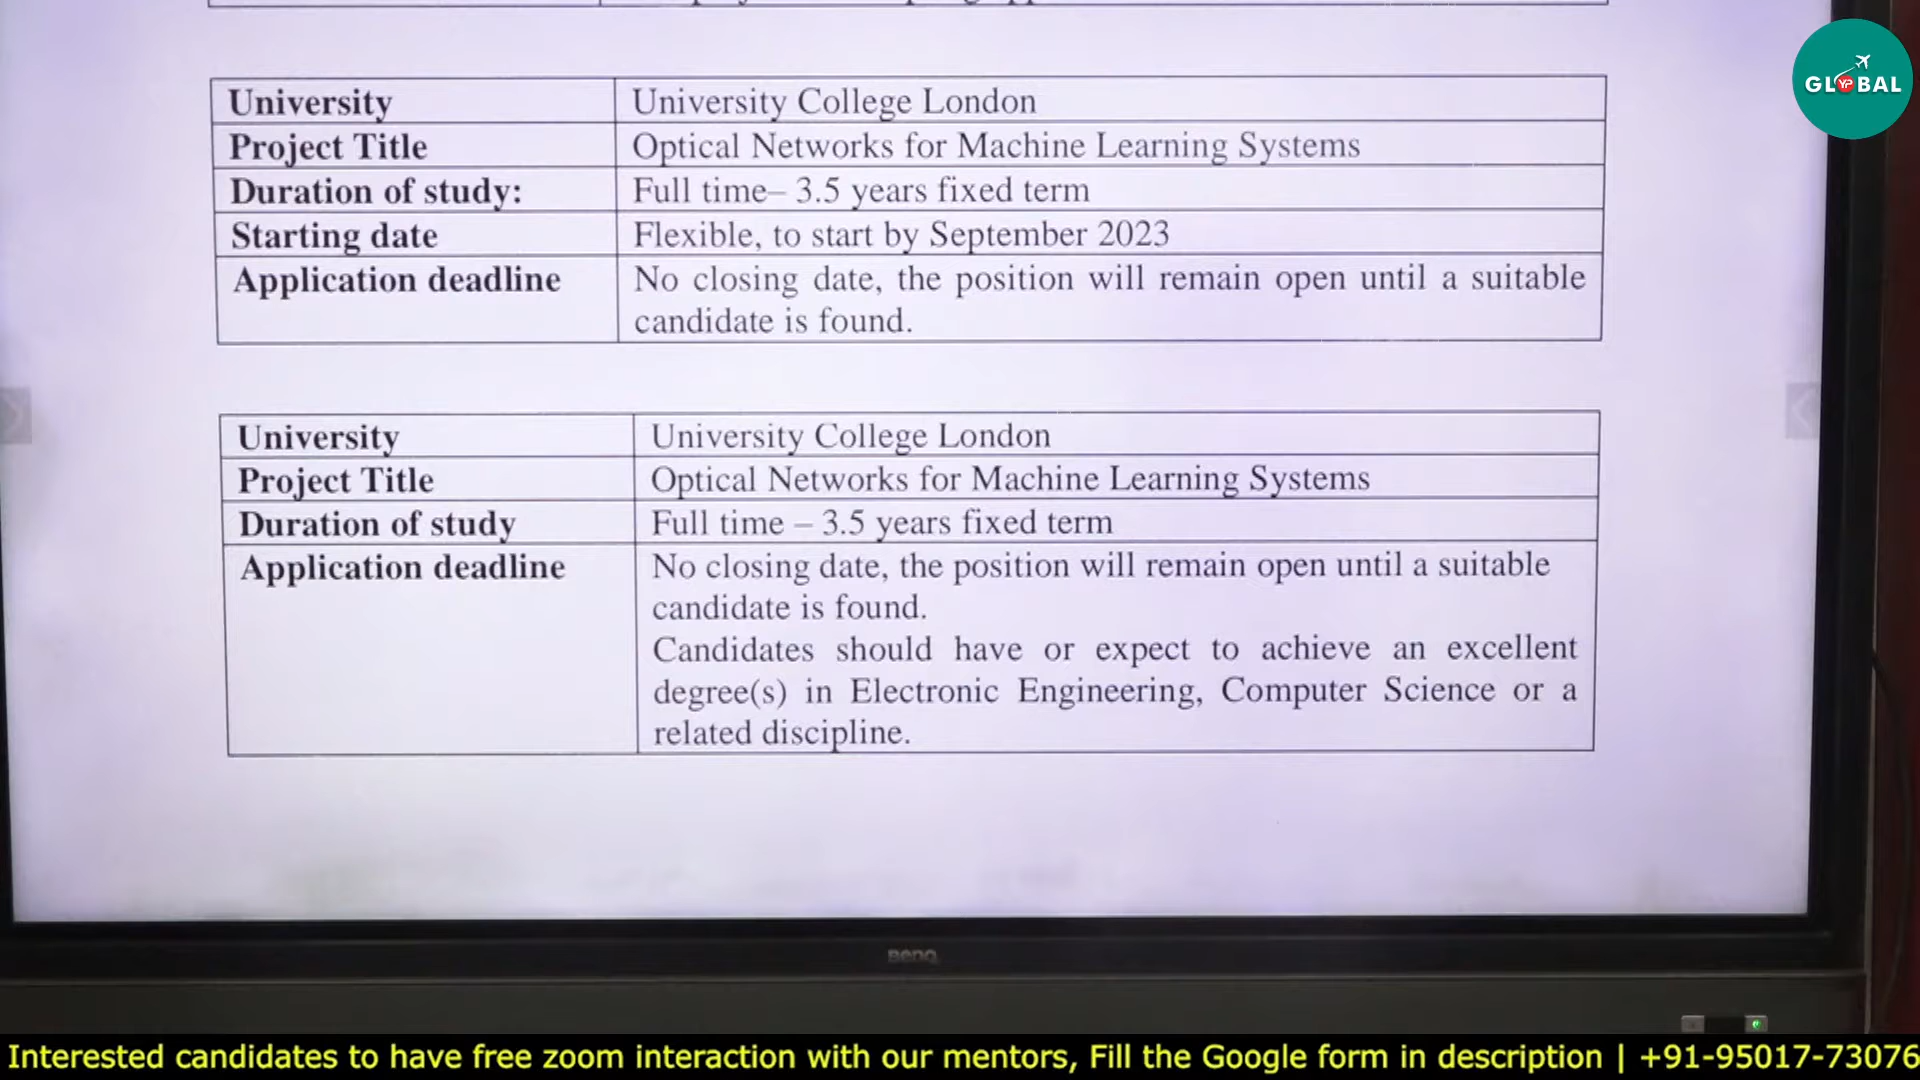 GLOBAL
YP
University University College London
Project Title Optical Networks for Machine Learning Systems
Duration of study: Full time– 3.5 years fixed term
Starting date Flexible, to start by September 2023
Application deadline No closing date, the position will remain open until a suitable
candidate is found.
University University College London
Project Title Optical Networks for Machine Learning Systems
Duration of study Full time – 3.5 years fixed term
Application deadline No closing date, the position will remain open until a suitable
candidate is found.
Candidates should have or expect to achieve an excellent
degree(s) in Electronic Engineering, Computer Science or a
related discipline.
BenQ
Interested candidates to have free zoom interaction with our mentors, Fill the Google form in description | +91-95017-73076